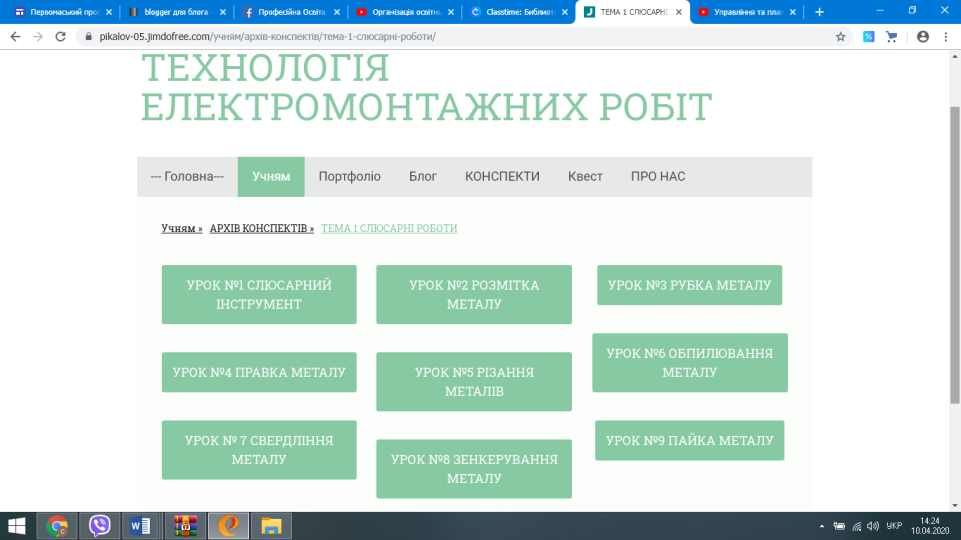 Первомаський про
blogger для блога -
Професійна Освіта
Організація освітне
Classtime: Библиот
ТЕМА 1 СЛЮСАРНІ
Управління та пла
pikalov-05.jimdofree.com/учням/архів-конспектів/тема-1-слюсарні-роботи/
ТЕХНОЛОГІЯ
ЕЛЕКТРОМОНТАЖНИХ РОБІТ
--- Головна---
Учням
Портфоліо
Блог
КОНСПЕКТИ
Квест
ПРО НАС
Учням » АРХІВ КОНСПЕКТІВ » ТЕМА 1 СЛЮСАРНІ РОБОТИ
УРОК №1 СЛЮСАРНИЙ
ІНСТРУМЕНТ
УРОК №2 РОЗМІТКА
МЕТАЛУ
УРОК №3 РУБКА МЕТАЛУ
УРОК №4 ПРАВКА МЕТАЛУ
УРОК №5 РІЗАННЯ
МЕТАЛІВ
УРОК №6 ОБПИЛЮВАННЯ
МЕТАЛУ
УРОК № 7 СВЕРДЛІННЯ
МЕТАЛУ
УРОК №8 ЗЕНКЕРУВАННЯ
МЕТАЛУ
УРОК №9 ПАЙКА МЕТАЛУ
УКР
14:24
10.04.2020